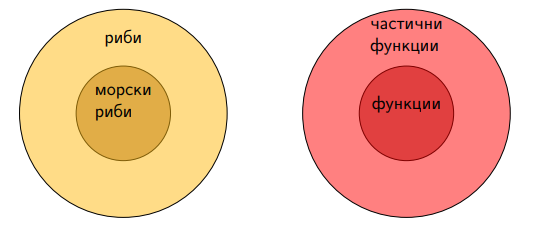 риби
морски
риби
частични
функции
функции